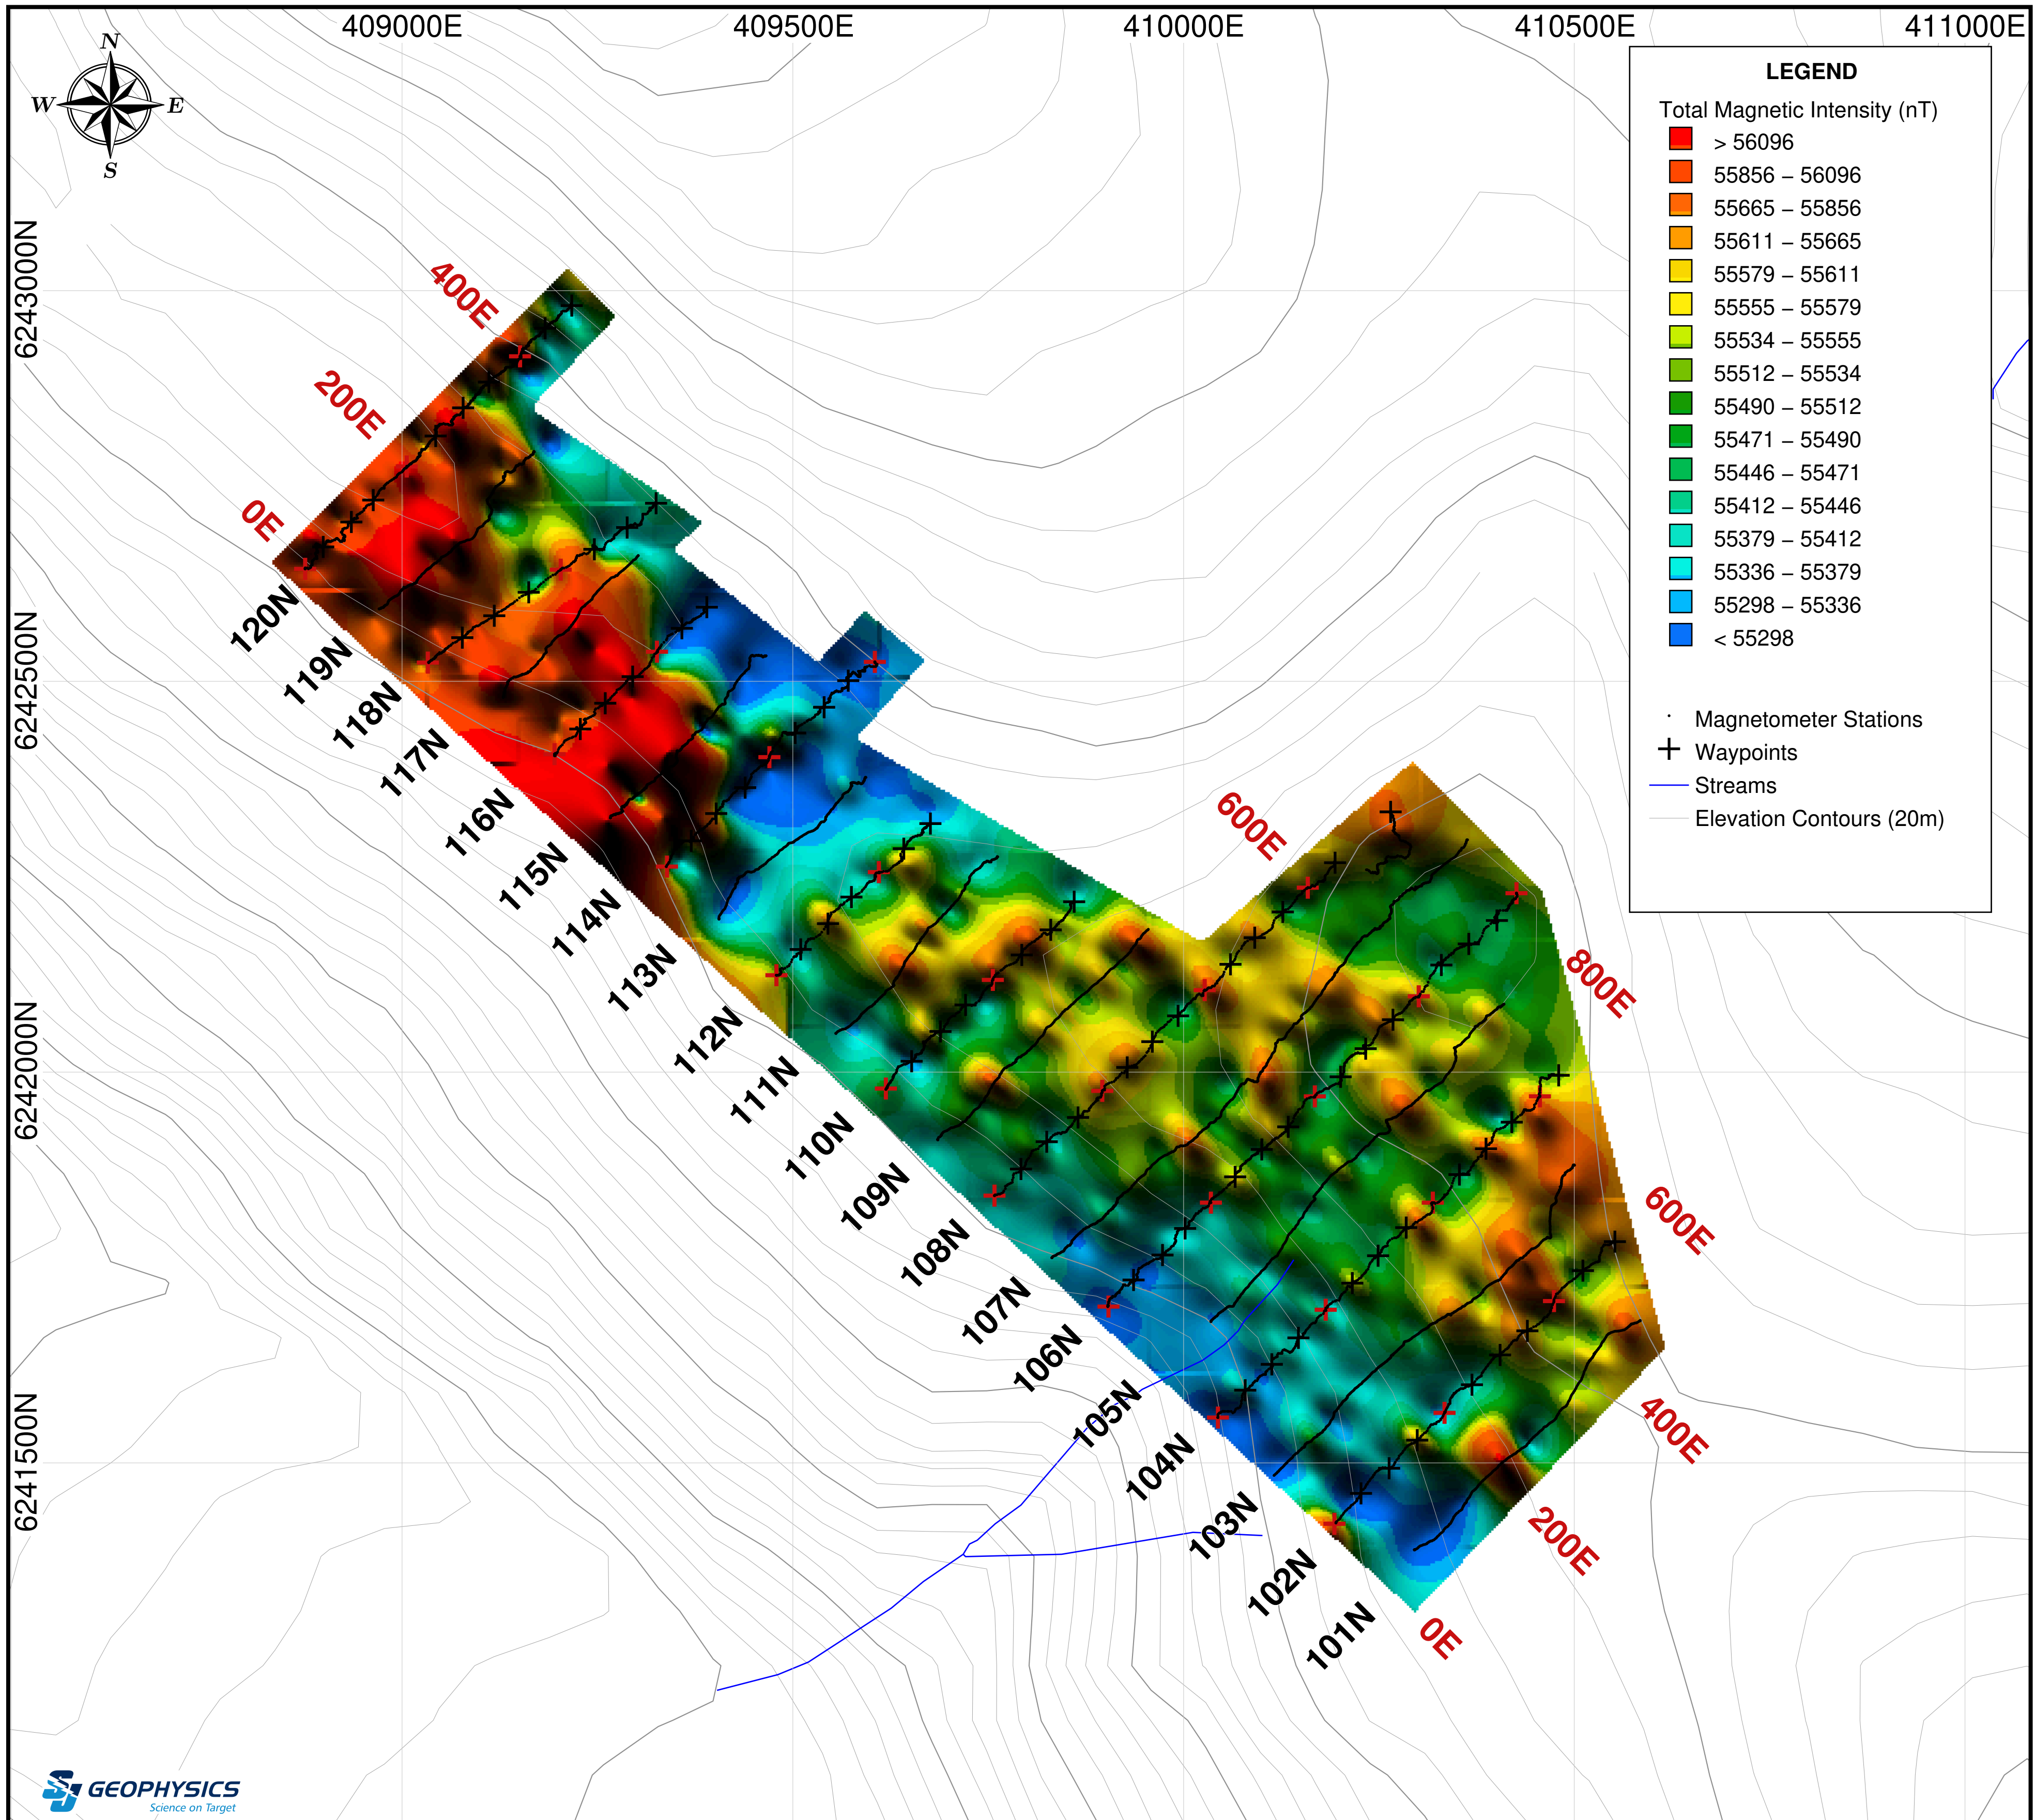 409000E
409500E
410000E
410500E
411000E
N
W
E
S
6243000N
6242500N
6242000N
6241500N
LEGEND
Total Magnetic Intensity (nT)
> 56096
55856 – 56096
55665 – 55856
55611 – 55665
55579 – 55611
55555 – 55579
55534 – 55555
55512 – 55534
55490 – 55512
55471 – 55490
55446 – 55471
55412 – 55446
55379 – 55412
55336 – 55379
55298 – 55336
< 55298
Magnetometer Stations
Waypoints
Streams
Elevation Contours (20m)
400E
200E
0E
120N
119N
118N
117N
116N
115N
114N
113N
112N
111N
110N
109N
108N
107N
106N
105N
104N
103N
102N
101N
600E
800E
600E
400E
200E
0E
GEOPHYSICS
Science on Target